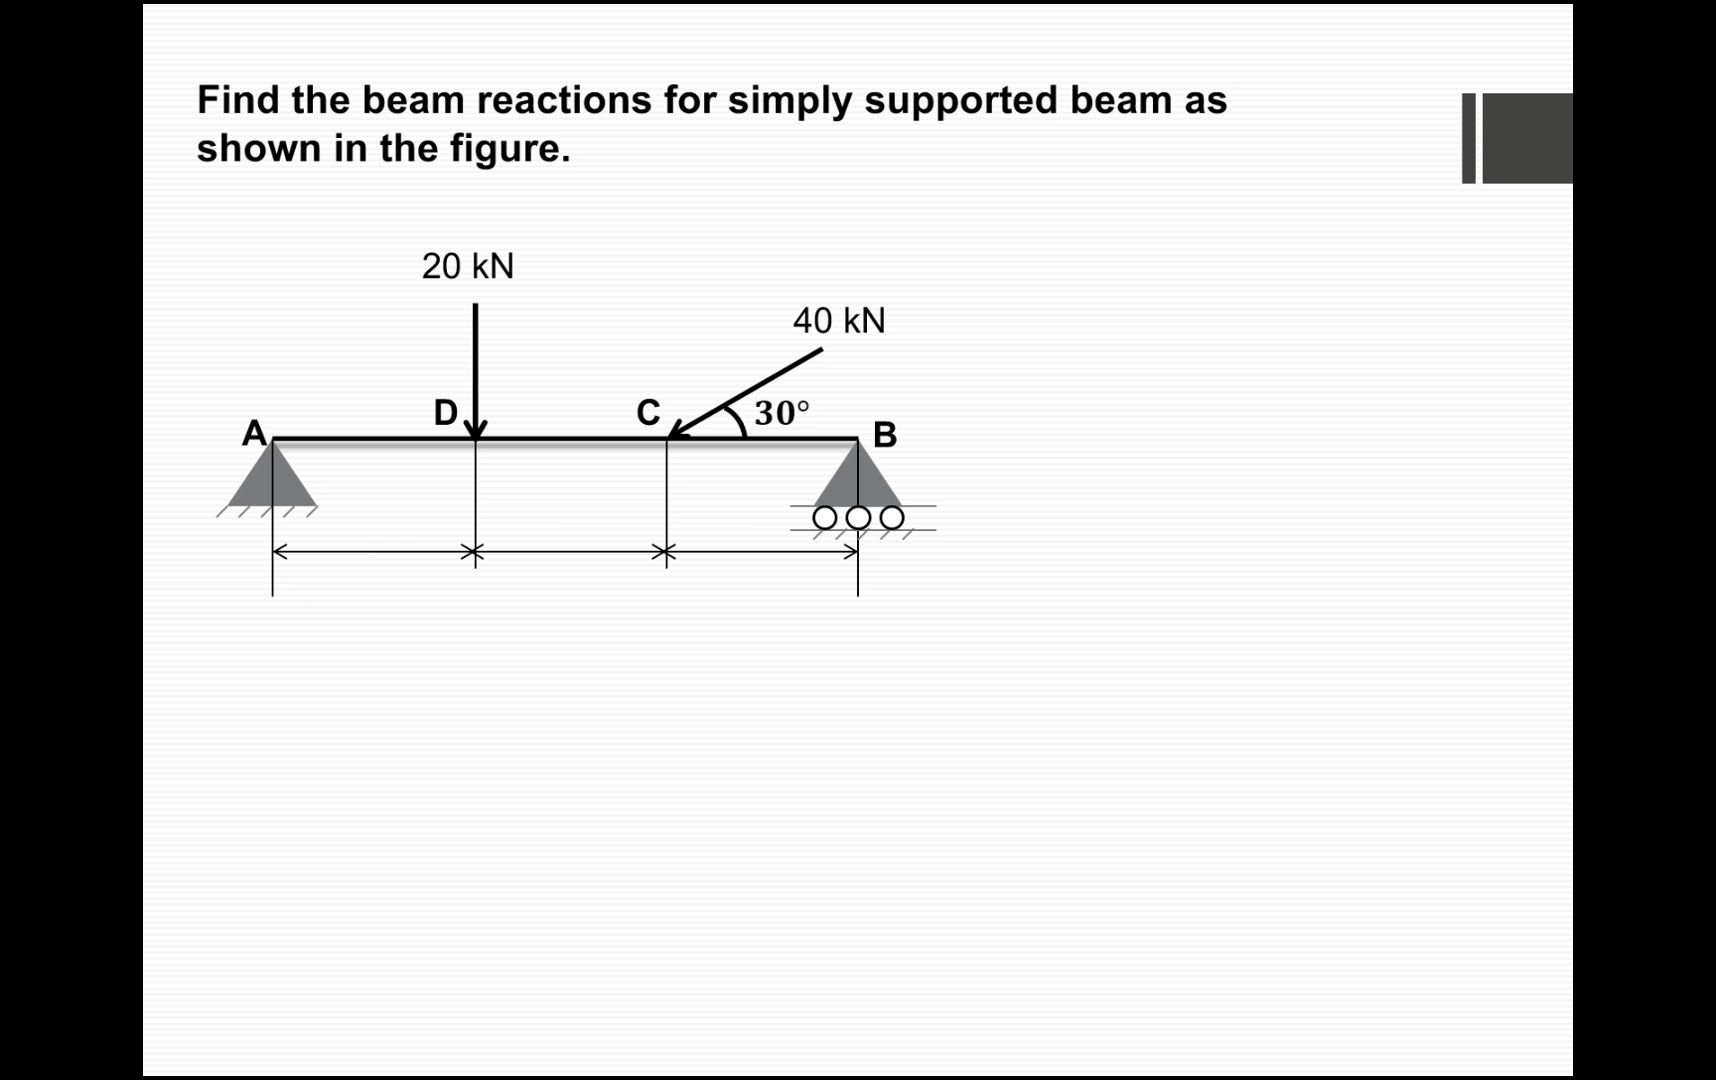 Find the beam reactions for simply supported beam as
shown in the figure.
20 kN
40 kN
D
C
30°
A
B